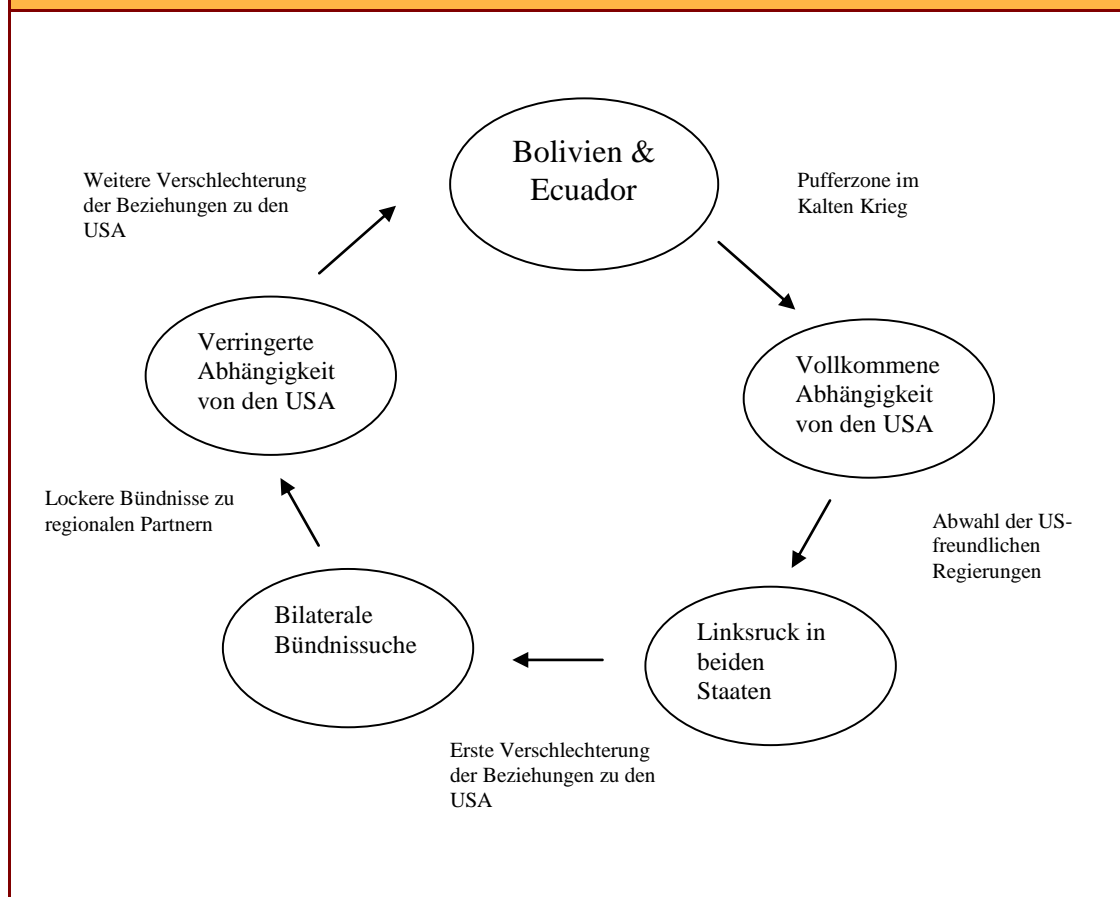 Bolivien &
Ecuador
Pufferzone im
Kalten Krieg
Vollkommene
Abhängigkeit
von den USA
Abwahl der US-
freundlichen
Regierungen
Linksruck in
beiden
Staaten
Erste Verschlechterung
der Beziehungen zu den
USA
Bilaterale
Bündnissuche
Lockere Bündnisse zu
regionalen Partnern
Verringerte
Abhängigkeit
von den USA
Weitere Verschlechterung
der Beziehungen zu den
USA